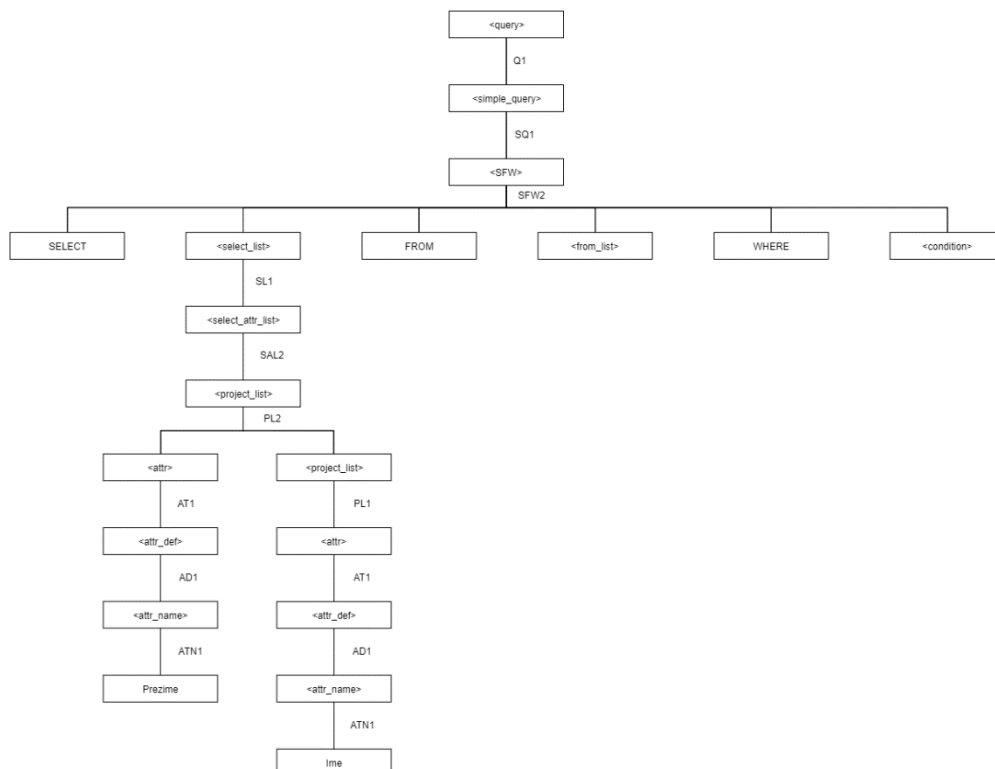 <query>
Q1
<simple_query>
SQ1
<SFW>
SFW2
SELECT
<select_list>
FROM
<from_list>
WHERE
<condition>
SL1
<select_attr_list>
SAL2
<project_list>
PL2
<attr>
<project_list>
AT1
PL1
<attr_def>
<attr>
AD1
AT1
<attr_name>
<attr_def>
ATN1
AD1
Prezime
<attr_name>
ATN1
Ime